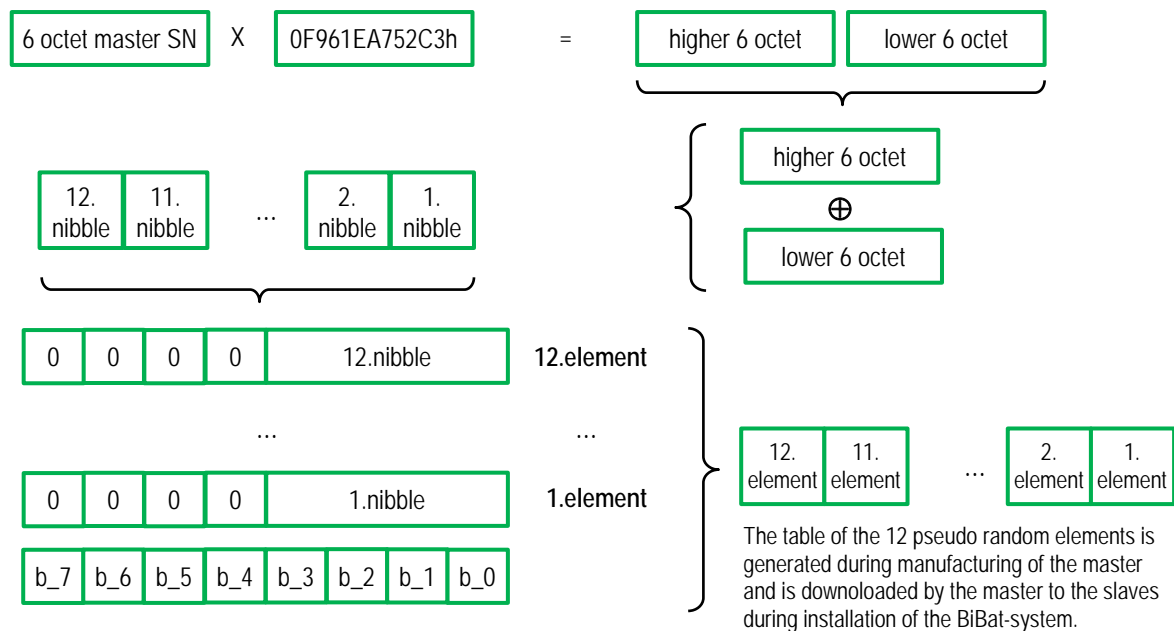 6 octet master SN X 0F961EA752C3h = higher 6 octet lower 6 octet
higher 6 octet
⊕
lower 6 octet
12. 11. ... 2. 1.
nibble nibble nibble nibble
0 0 0 0 12.nibble 12.element
... ...
0 0 0 0 1.nibble 1.element
b_7 b_6 b_5 b_4 b_3 b_2 b_1 b_0
12. 11. ... 2. 1.
element element element element
The table of the 12 pseudo random elements is
generated during manufacturing of the master
and is downoloaded by the master to the slaves
during installation of the BiBat-system.